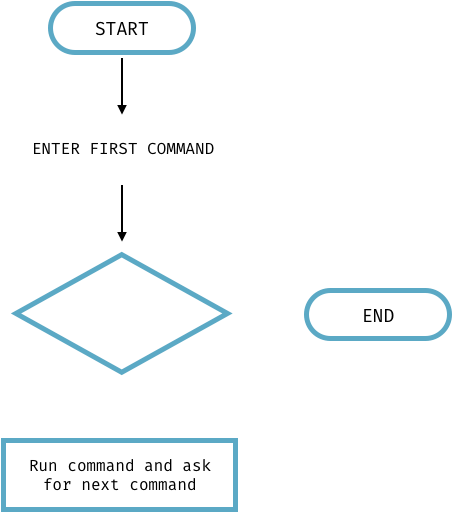 START
ENTER FIRST COMMAND
END
Run command and ask
for next command